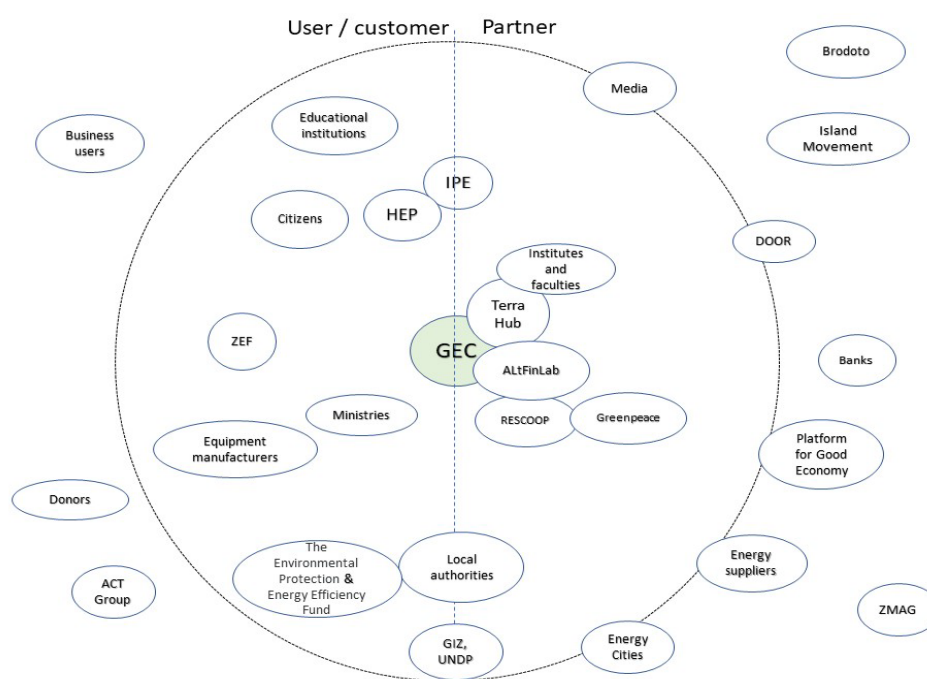 User / customer
Partner
Brodoto
Media
Educational
institutions
Island
Movement
Business
users
IPE
HEP
Citizens
DOOR
Institutes
and
faculties
Terra
Hub
ZEF
GEC
Banks
ALtFinLab
Ministries
RESCOOP
Greenpeace
Equipment
manufacturers
Platform
for Good
Economy
Donors
The
Environmental
Protection &
Energy Efficiency
Fund
Local
authorities
Energy
suppliers
ACT
Group
ZMAG
GIZ,
UNDP
Energy
Cities